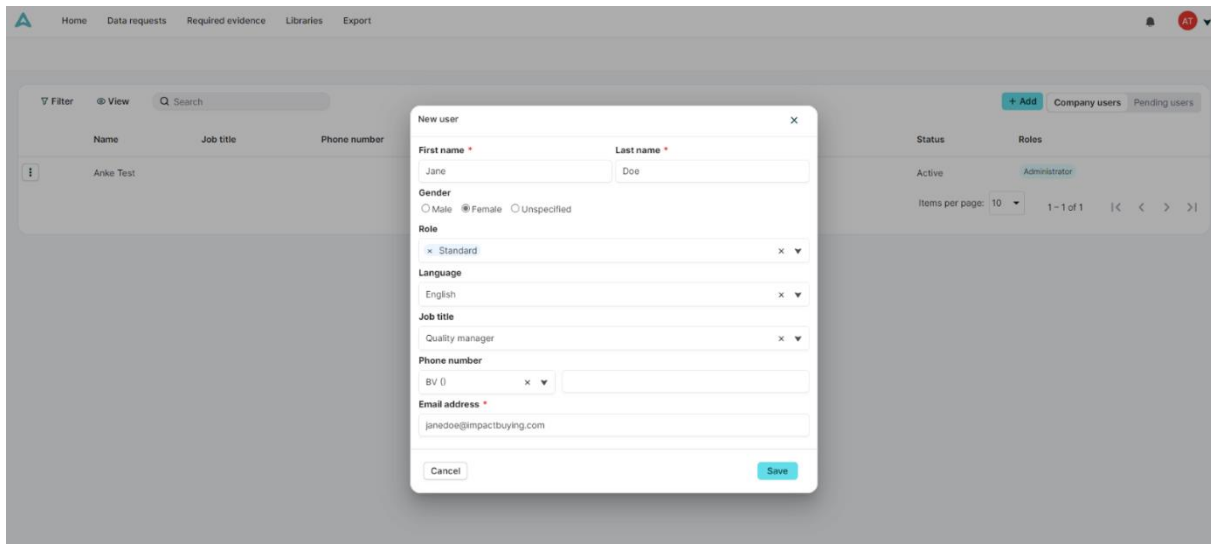 Home Data requests Required evidence Libraries Export AT
Filter View Search + Add Company users Pending users
Name Job title Phone number Status Roles
Anke Test Active Administrator
Items per page: 10 1 – 1 of 1
New user
First name * Last name *
Jane Doe
Gender
Male Female Unspecified
Role
× Standard
Language
English
Job title
Quality manager
Phone number
BV ()
Email address *
janedoe@impactbuying.com
Cancel Save